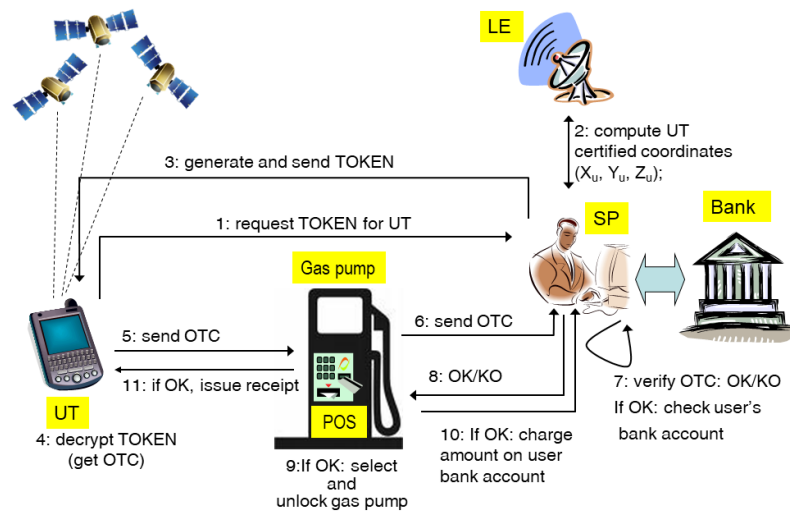 LE
2: compute UT
certified coordinates
(Xu, Yu, Zu);
3: generate and send TOKEN
SP
Bank
1: request TOKEN for UT
Gas pump
5: send OTC
6: send OTC
11: if OK, issue receipt
8: OK/KO
7: verify OTC: OK/KO
If OK: check user's
bank account
UT
POS
4: decrypt TOKEN
(get OTC)
10: If OK: charge
amount on user
bank account
9:If OK: select
and
unlock gas pump